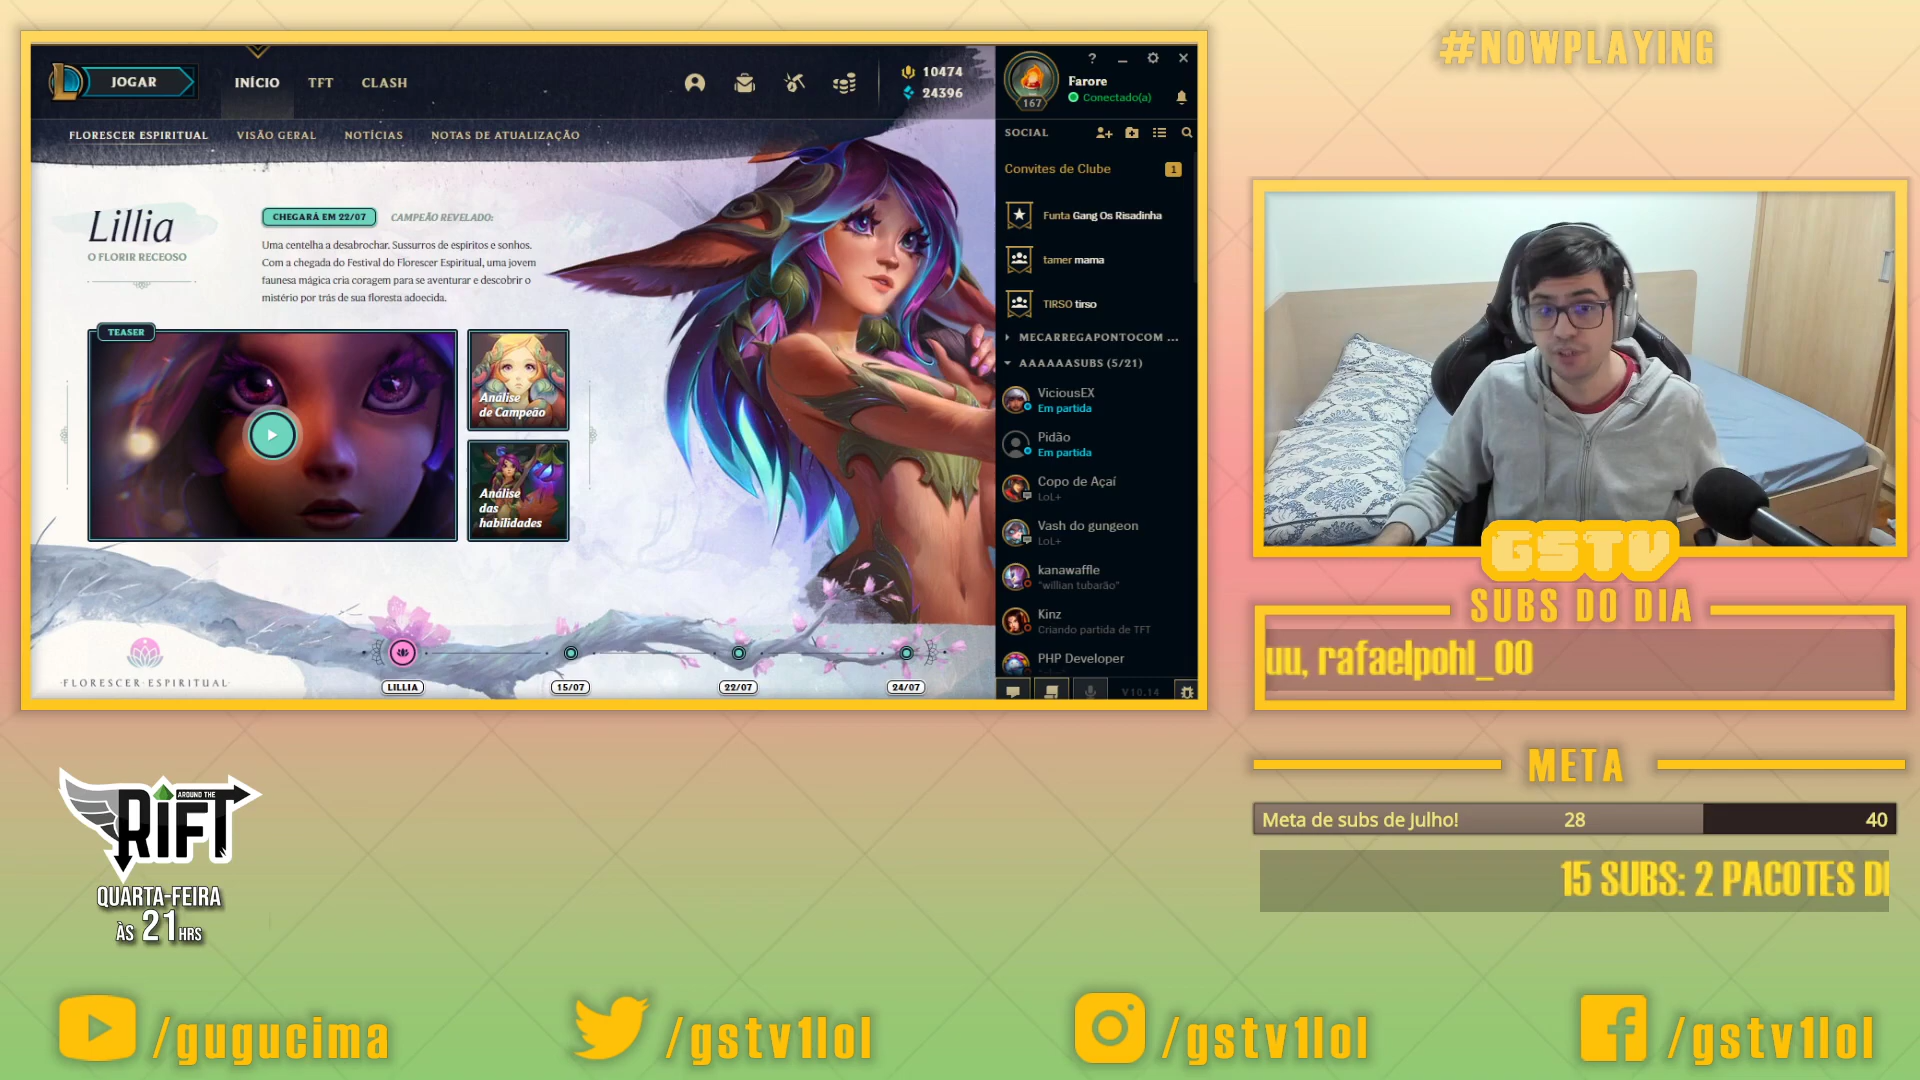 #NOWPLAYING
JOGAR
INÍCIO
TFT
CLASH
10474
24396
167
?
Farore
Conectado(a)
FLORESCER ESPIRITUAL
VISÃO GERAL
NOTÍCIAS
NOTAS DE ATUALIZAÇÃO
SOCIAL
Convites de Clube
1
Funta Gang Os Risadinha
tamer mama
TIRSO tirso
MECARREGAPONTOCOM ...
AAAAAASUBS (5/21)
ViciousEX
Em partida
Pidão
Em partida
Copo de Açaí
LoL+
Vash do gungeon
LoL+
kanawaffle
"willian tubarão"
Kinz
Criando partida de TFT
PHP Developer
V10.14
Lillia
O FLORIR RECEOSO
CHEGARÁ EM 22/07
CAMPEÃO REVELADO:
Uma centelha a desabrochar. Sussurros de espíritos e sonhos.
Com a chegada do Festival do Florescer Espiritual, uma jovem
faunesa mágica cria coragem para se aventurar e descobrir o
mistério por trás de sua floresta adoecida.
TEASER
Análise
de Campeão
Análise
das
habilidades
FLORESCER·ESPIRITUAL
LILLIA
15/07
22/07
24/07
GSTV
SUBS DO DIA
uu, rafaelpohl_00
META
Meta de subs de Julho!
28
40
15 SUBS: 2 PACOTES D
AROUND THE
RIFT
QUARTA-FEIRA
ÀS 21HRS
/gugucima
/gstv1lol
/gstv1lol
/gstv1lol